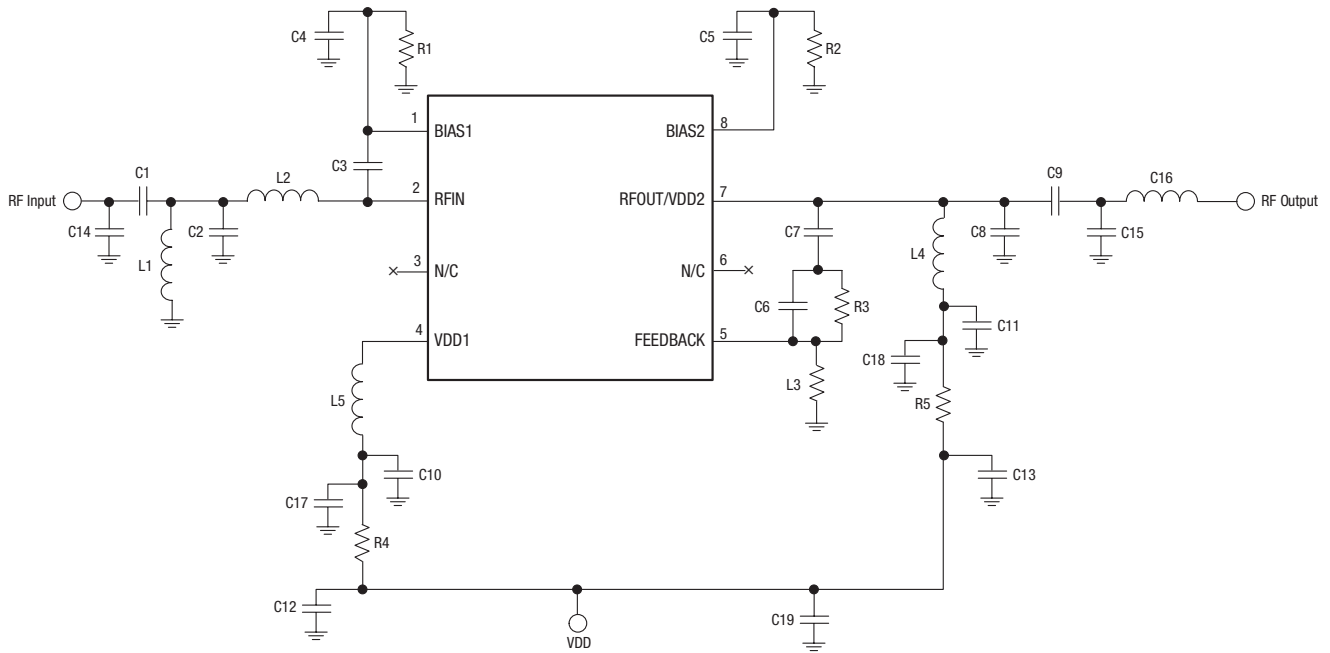 C4
R1
C5
R2
1
BIAS1
BIAS2
8
C1
L2
C3
2
RFIN
RFOUT/VDD2
7
C9
C16
RF Input
RF Output
C14
C2
L1
C7
C8
C15
L4
3
N/C
N/C
6
C6
R3
C11
4
VDD1
FEEDBACK
5
C18
L3
L5
R5
C10
C13
C17
R4
C12
VDD
C19